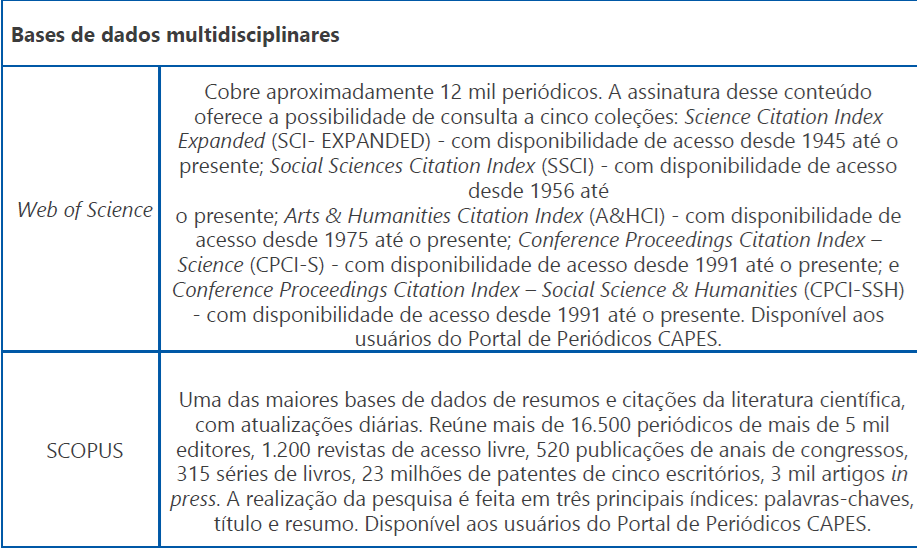 Bases de dados multidisciplinares
Web of Science
Cobre aproximadamente 12 mil periódicos. A assinatura desse conteúdo
oferece a possibilidade de consulta a cinco coleções: Science Citation Index
Expanded (SCI- EXPANDED) - com disponibilidade de acesso desde 1945 até o
presente; Social Sciences Citation Index (SSCI) - com disponibilidade de acesso
desde 1956 até
o presente; Arts & Humanities Citation Index (A&HCI) - com disponibilidade de
acesso desde 1975 até o presente; Conference Proceedings Citation Index –
Science (CPCI-S) - com disponibilidade de acesso desde 1991 até o presente; e
Conference Proceedings Citation Index – Social Science & Humanities (CPCI-SSH)
- com disponibilidade de acesso desde 1991 até o presente. Disponível aos
usuários do Portal de Periódicos CAPES.
SCOPUS
Uma das maiores bases de dados de resumos e citações da literatura científica,
com atualizações diárias. Reúne mais de 16.500 periódicos de mais de 5 mil
editores, 1.200 revistas de acesso livre, 520 publicações de anais de congressos,
315 séries de livros, 23 milhões de patentes de cinco escritórios, 3 mil artigos in
press. A realização da pesquisa é feita em três principais índices: palavras-chaves,
título e resumo. Disponível aos usuários do Portal de Periódicos CAPES.